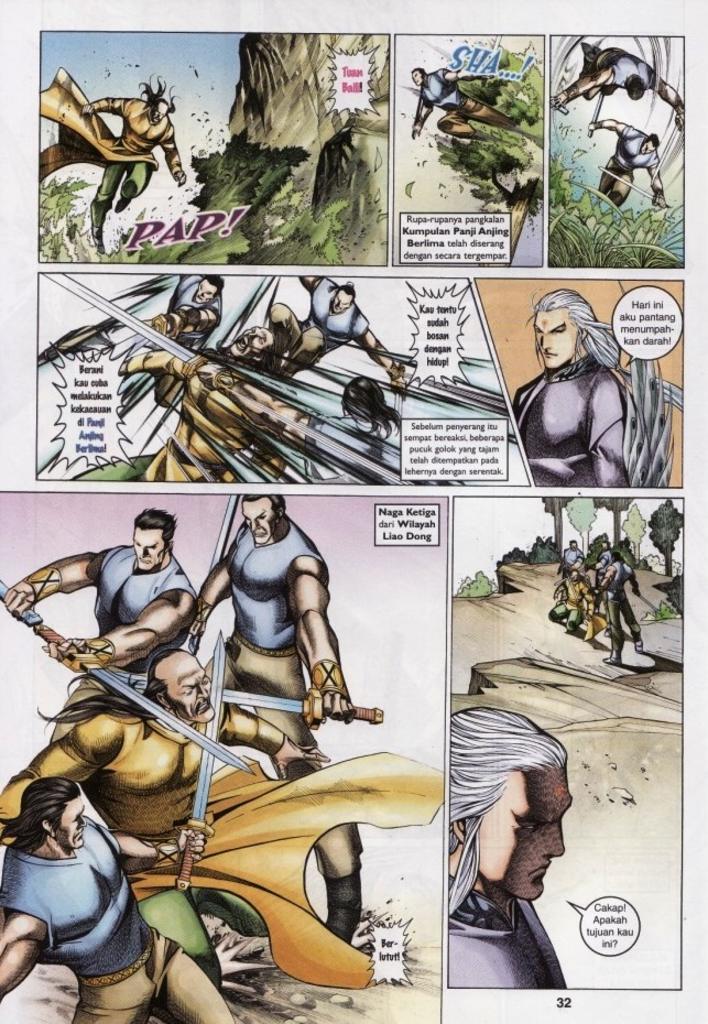 Tuan
Baili!
PAP!
SHA....!
Rupa-rupanya pangkalan
Kumpulan Panji Anjing
Berlima telah diserang
dengan secara tergempar.
Berani
kau cuba
melakukan
kekacauan
di Panji
Anjing
Berlima!
Kau tentu
sudah
bosan
dengan
hidup!
Sebelum penyerang itu
sempat bereaksi, beberapa
pucuk golok yang tajam
telah ditempatkan pada
lehernya dengan serentak.
Hari ini
aku pantang
menumpah-
kan darah!
Naga Ketiga
dari Wilayah
Liao Dong
Ber-
lutut!
Cakap!
Apakah
tujuan kau
ini?
32